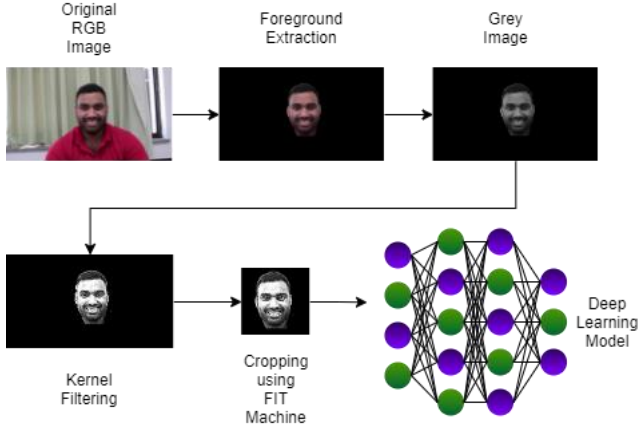 Original
RGB
Image
Foreground
Extraction
Grey
Image
Kernel
Filtering
Cropping
using
FIT
Machine
Deep
Learning
Model